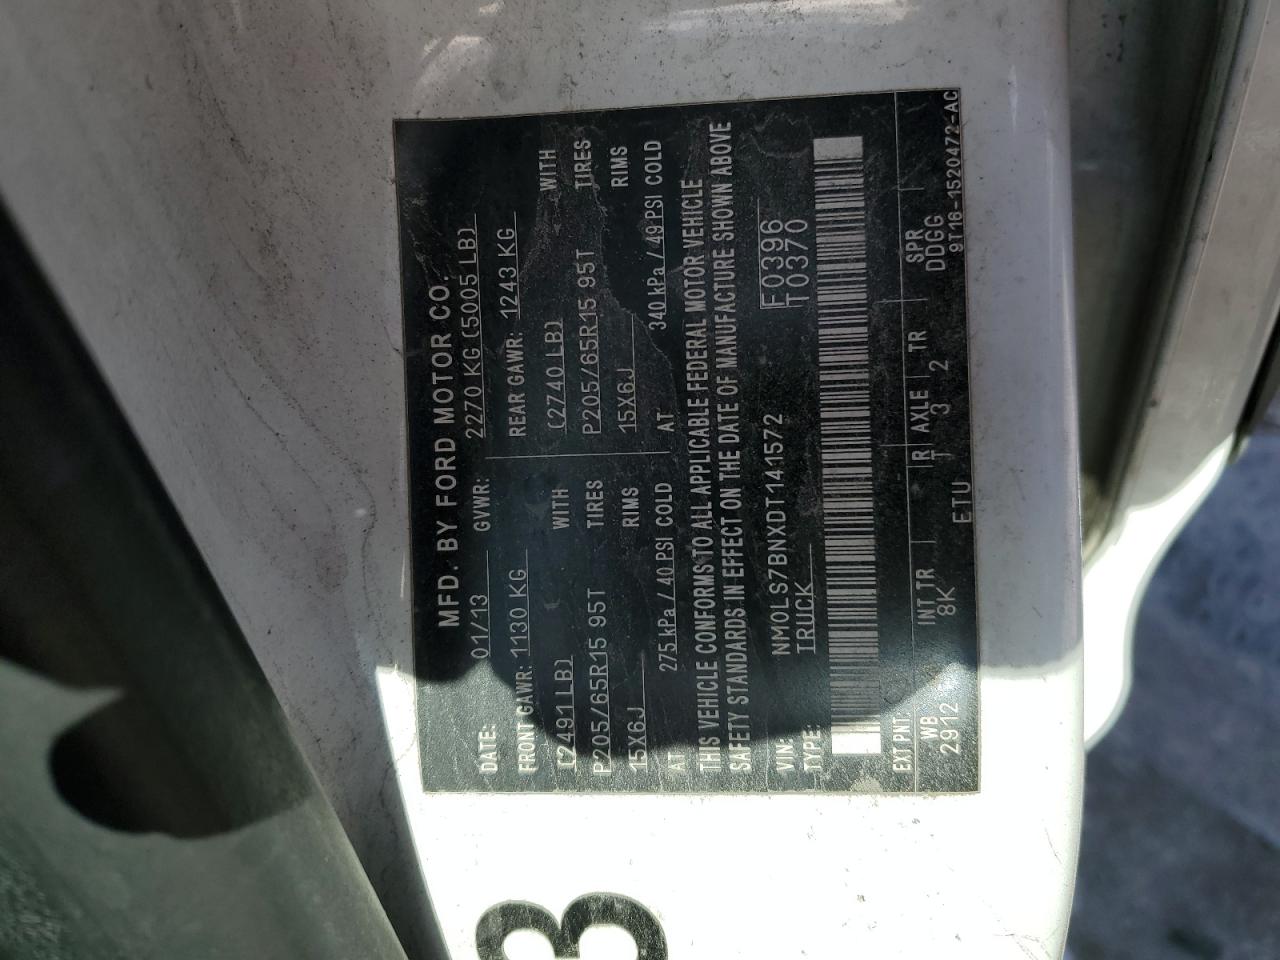 MFD. BY FORD MOTOR CO.
DATE: 01/13 GVWR: 2270 KG (5005 LB)
FRONT GAWR: 1130 KG REAR GAWR: 1243 KG
(2491LB) WITH (2740LB) WITH
P205/65R15 95T TIRES P205/65R15 95T TIRES
15X6J RIMS 15X6J RIMS
AT 275 kPa / 40 PSI COLD AT 340 kPa / 49 PSI COLD
THIS VEHICLE CONFORMS TO ALL APPLICABLE FEDERAL MOTOR VEHICLE
SAFETY STANDARDS IN EFFECT ON THE DATE OF MANUFACTURE SHOWN ABOVE
VIN: NM0LS7BNXDT141572 F0396
TYPE: TRUCK T0370
EXT PNT:
WB INT TR R AXLE TR SPR
2912 8K T 3 2 DDGG
ETU 9T16-1520472-AC
3